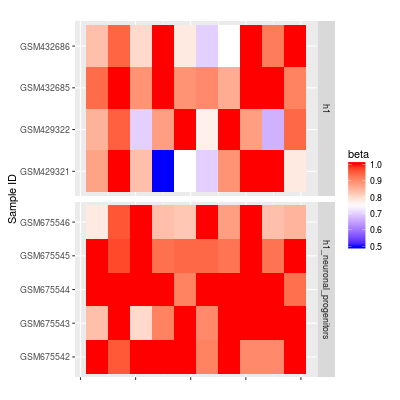 GSM432686
GSM432685
GSM429322
GSM429321
h1
GSM675546
GSM675545
GSM675544
GSM675543
GSM675542
h1_neuronal_progenitors
Sample ID
beta
1.0
0.9
0.8
0.7
0.6
0.5